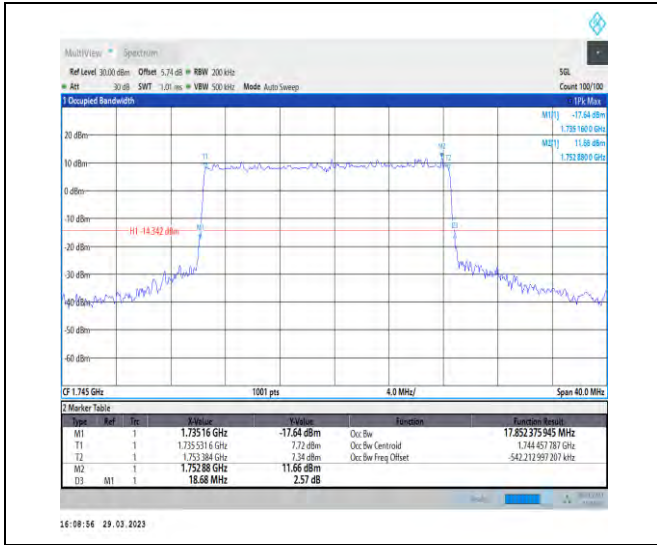 MultiView Spectrum
Ref Level 30.00 dBm Offset 5.74 dB RBW 200 kHz SGL
Att 30 dB SWT 1.01 ms VBW 500 kHz Mode Auto Sweep Count 100/100
1 Occupied Bandwidth 1Pk Max
M1[1] -17.64 dBm
1.735 160 0 GHz
M2[1] 11.66 dBm
1.752 880 0 GHz
20 dBm
M2
T1 T2
10 dBm
0 dBm
-10 dBm
M1 D3
H1 -14.342 dBm
-20 dBm
-30 dBm
-40 dBm
-50 dBm
-60 dBm
CF 1.745 GHz 1001 pts 4.0 MHz/ Span 40.0 MHz
2 Marker Table
Type Ref Trc X-Value Y-Value Function Function Result
M1 1 1.73516 GHz -17.64 dBm Occ Bw 17.852 375 945 MHz
T1 1 1.735 531 6 GHz 7.72 dBm Occ Bw Centroid 1.744 457 787 GHz
T2 1 1.753 384 GHz 7.34 dBm Occ Bw Freq Offset -542.212 997 207 kHz
M2 1 1.75288 GHz 11.66 dBm
D3 M1 1 18.68 MHz 2.57 dB
16:08:56 29.03.2023